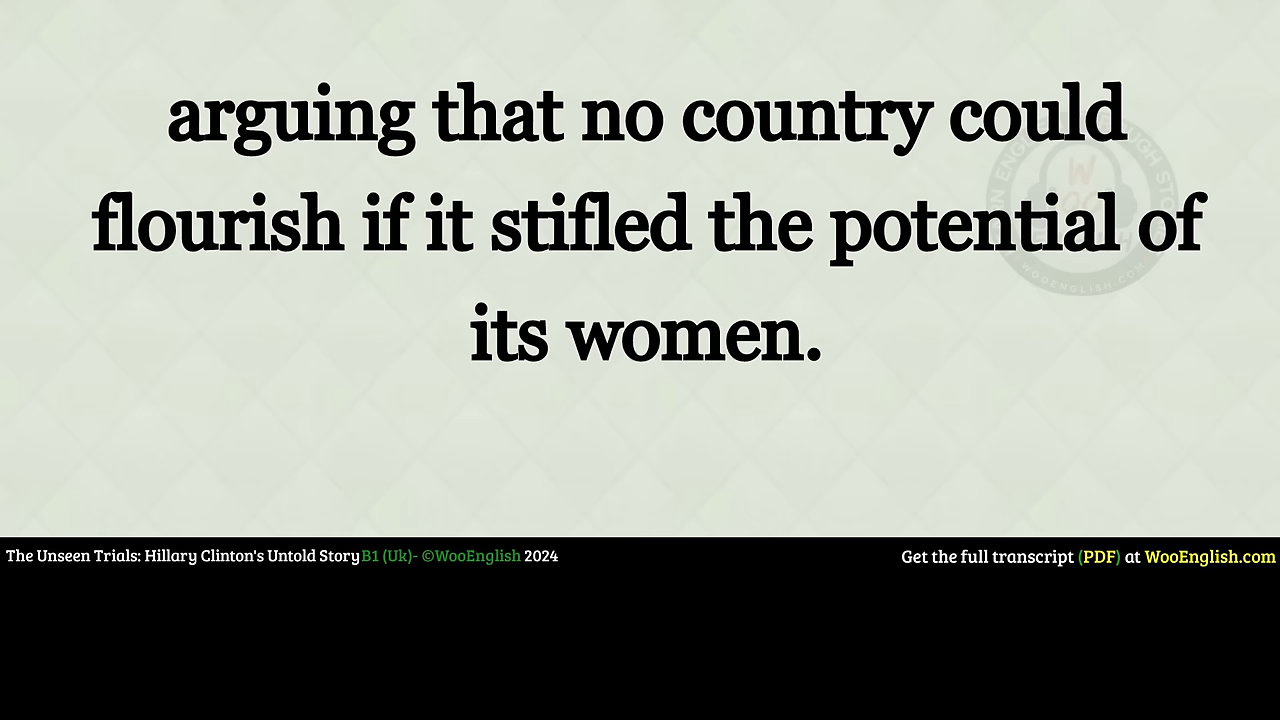 arguing that no country could
flourish if it stifled the potential of
its women.
The Unseen Trials: Hillary Clinton's Untold Story B1 (Uk)- ©WooEnglish 2024
Get the full transcript (PDF) at WooEnglish.com